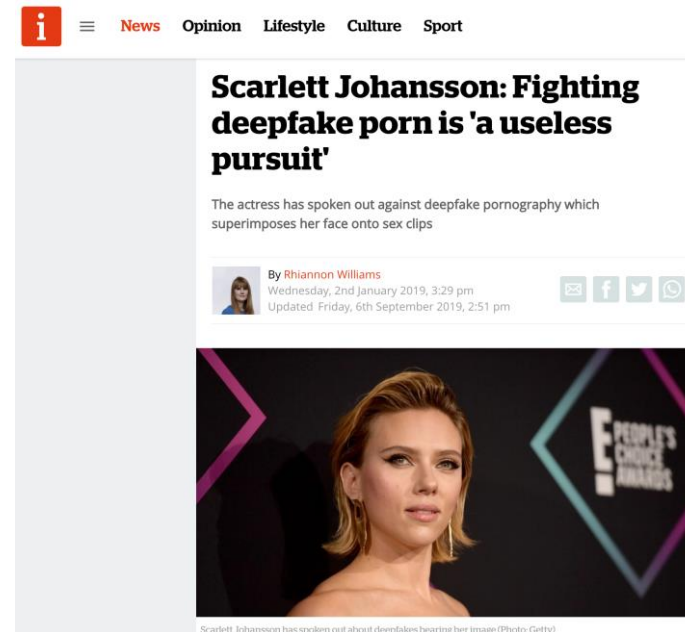 i
News Opinion Lifestyle Culture Sport
Scarlett Johansson: Fighting
deepfake porn is 'a useless
pursuit'
The actress has spoken out against deepfake pornography which
superimposes her face onto sex clips
By Rhiannon Williams
Wednesday, 2nd January 2019, 3:29 pm
Updated Friday, 6th September 2019, 2:51 pm
E PEOPLE'S
CHOICE
AWARDS
Scarlett Johansson has spoken out about deepfakes bearing her image (Photo: Getty)